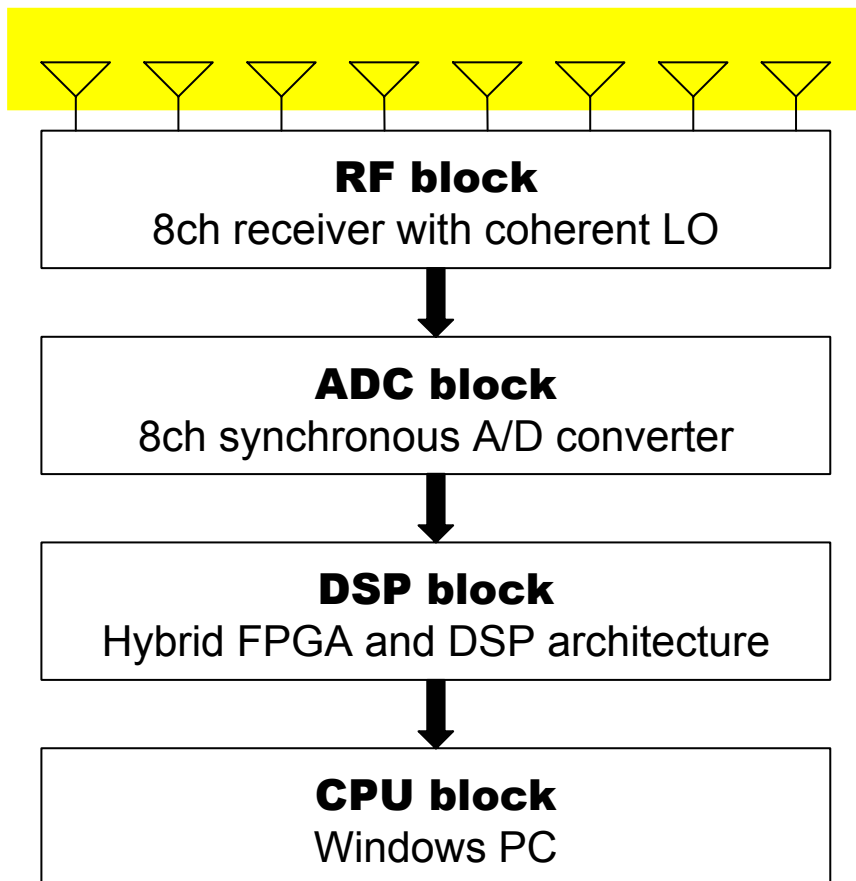 RF block
8ch receiver with coherent LO
ADC block
8ch synchronous A/D converter
DSP block
Hybrid FPGA and DSP architecture
CPU block
Windows PC